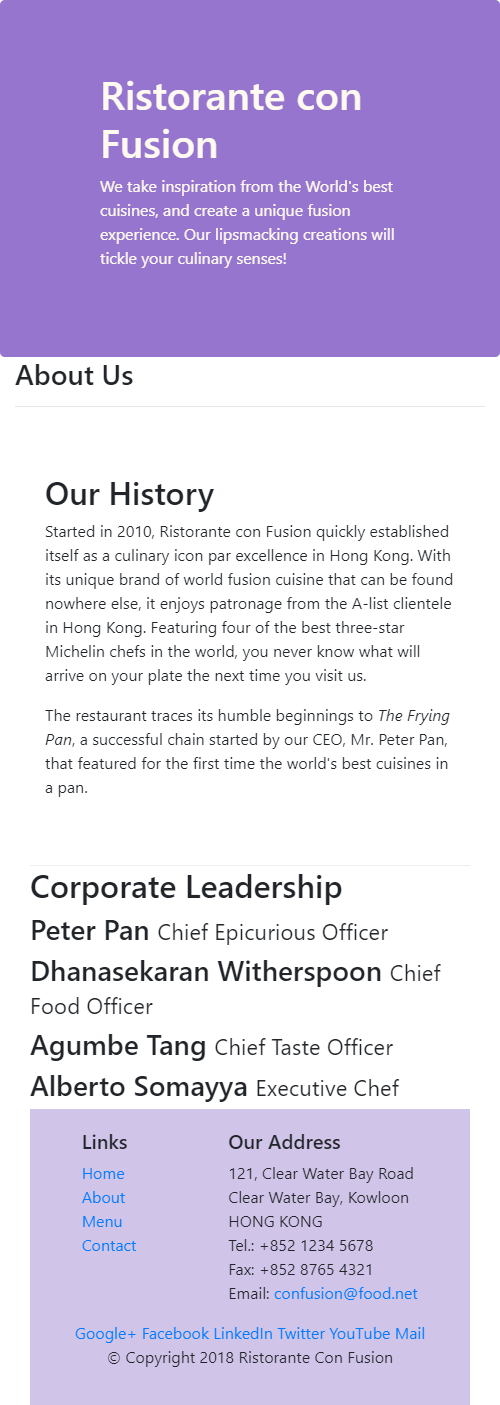 Ristorante con
Fusion
We take inspiration from the World's best
cuisines, and create a unique fusion
experience. Our lipsmacking creations will
tickle your culinary senses!
About Us
Our History
Started in 2010, Ristorante con Fusion quickly established
itself as a culinary icon par excellence in Hong Kong. With
its unique brand of world fusion cuisine that can be found
nowhere else, it enjoys patronage from the A-list clientele
in Hong Kong. Featuring four of the best three-star
Michelin chefs in the world, you never know what will
arrive on your plate the next time you visit us.
The restaurant traces its humble beginnings to The Frying
Pan, a successful chain started by our CEO, Mr. Peter Pan,
that featured for the first time the world's best cuisines in
a pan.
Corporate Leadership
Peter Pan Chief Epicurious Officer
Dhanasekaran Witherspoon Chief
Food Officer
Agumbe Tang Chief Taste Officer
Alberto Somayya Executive Chef
Links
Home
About
Menu
Contact
Our Address
121, Clear Water Bay Road
Clear Water Bay, Kowloon
HONG KONG
Tel.: +852 1234 5678
Fax: +852 8765 4321
Email: confusion@food.net
Google+ Facebook LinkedIn Twitter YouTube Mail
© Copyright 2018 Ristorante Con Fusion